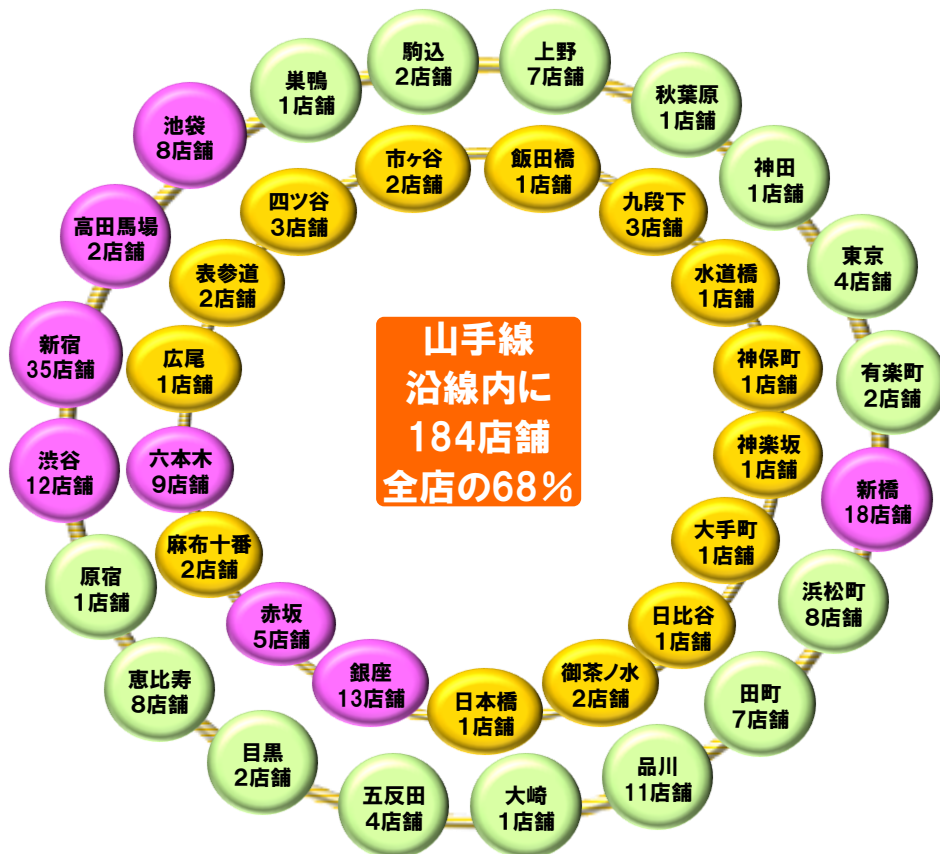 山手線
沿線内に
184店舗
全店の68%
上野
7店舗
秋葉原
1店舗
神田
1店舗
東京
4店舗
有楽町
2店舗
新橋
18店舗
浜松町
8店舗
田町
7店舗
品川
11店舗
大崎
1店舗
五反田
4店舗
目黒
2店舗
恵比寿
8店舗
原宿
1店舗
渋谷
12店舗
新宿
35店舗
高田馬場
2店舗
池袋
8店舗
巣鴨
1店舗
駒込
2店舗
飯田橋
1店舗
九段下
3店舗
水道橋
1店舗
神保町
1店舗
神楽坂
1店舗
大手町
1店舗
日比谷
1店舗
御茶ノ水
2店舗
日本橋
1店舗
銀座
13店舗
赤坂
5店舗
麻布十番
2店舗
六本木
9店舗
広尾
1店舗
表参道
2店舗
四ツ谷
3店舗
市ヶ谷
2店舗